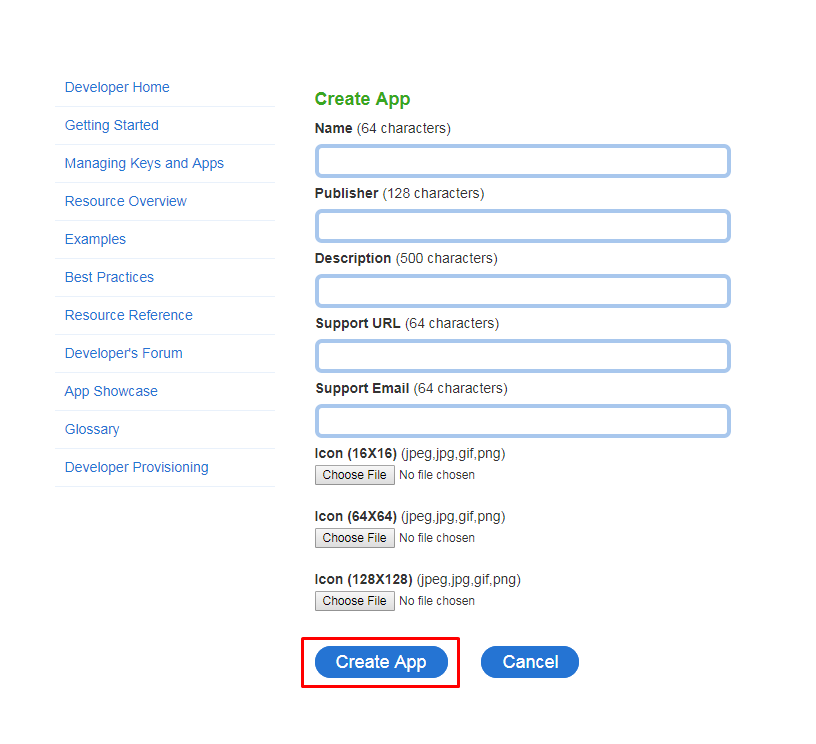 Developer Home
Getting Started
Managing Keys and Apps
Resource Overview
Examples
Best Practices
Resource Reference
Developer's Forum
App Showcase
Glossary
Developer Provisioning
Create App
Name (64 characters)
Publisher (128 characters)
Description (500 characters)
Support URL (64 characters)
Support Email (64 characters)
Icon (16X16) (jpeg,jpg,gif,png)
Choose File No file chosen
Icon (64X64) (jpeg,jpg,gif,png)
Choose File No file chosen
Icon (128X128) (jpeg,jpg,gif,png)
Choose File No file chosen
Create App Cancel